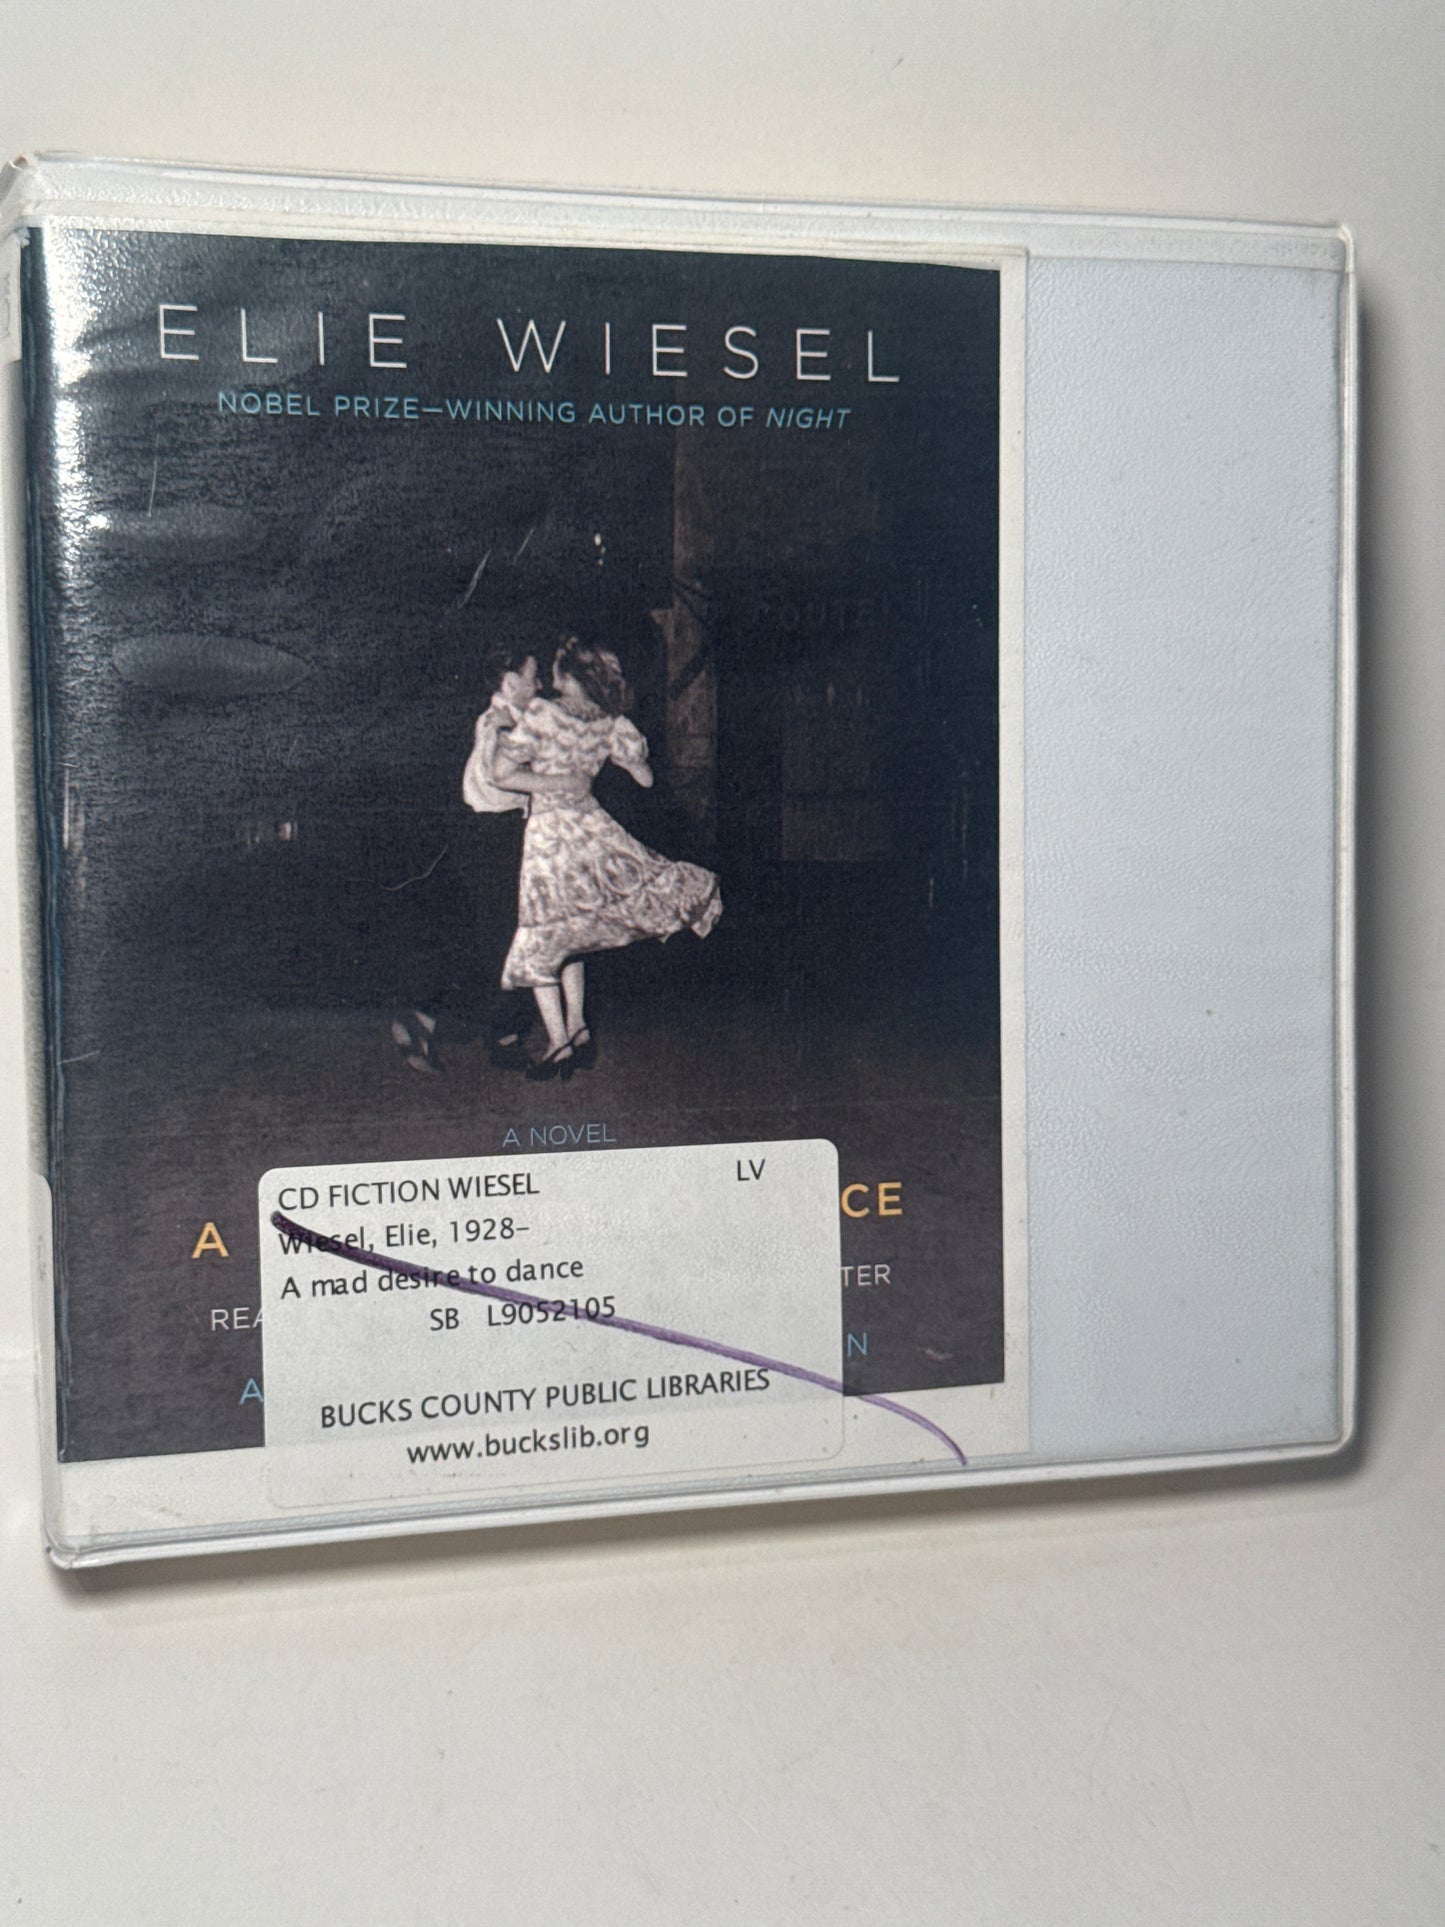 ELIE WIESEL
NOBEL PRIZE–WINNING AUTHOR OF NIGHT
A NOVEL
CD FICTION WIESEL LV
Wiesel, Elie, 1928–
A mad desire to dance
SB L9052105
BUCKS COUNTY PUBLIC LIBRARIES
www.buckslib.org
A CE
REA TER
A N